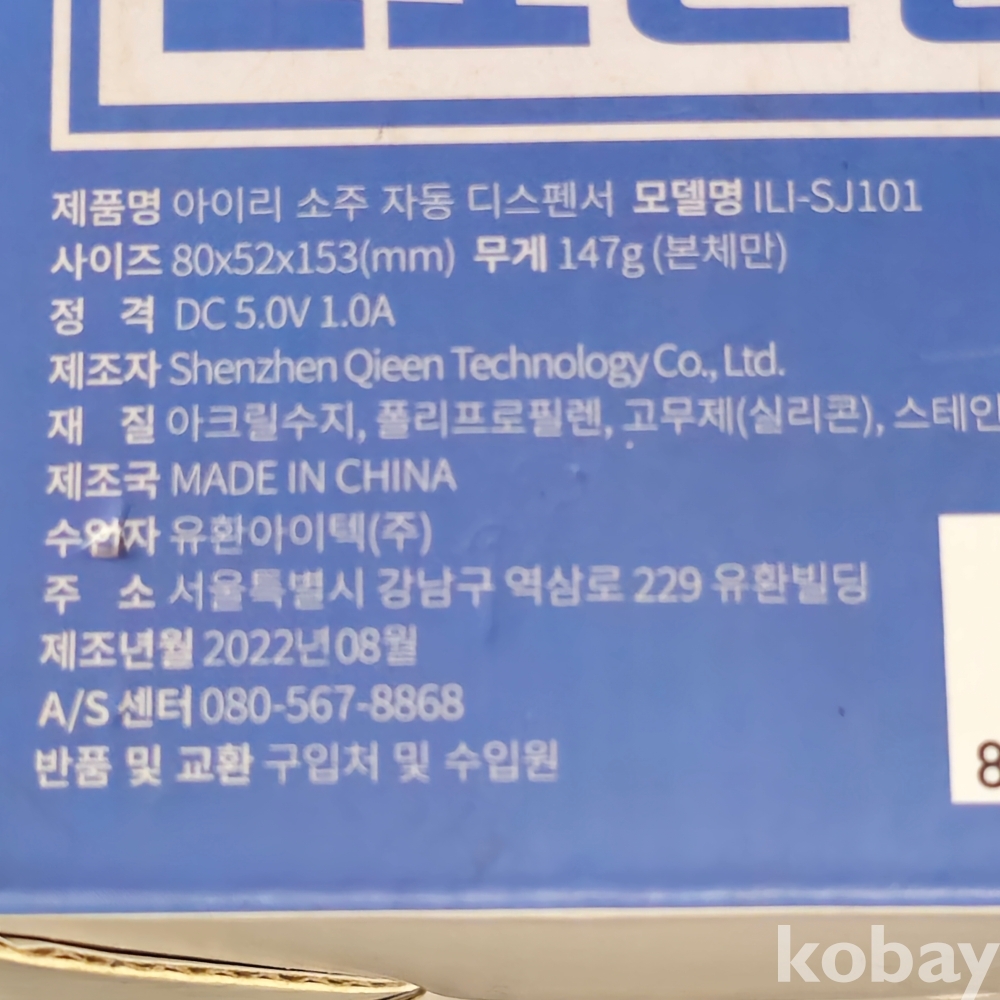 제품명 아이리 소주 자동 디스펜서 모델명 ILI-SJ101
사이즈 80x52x153(mm) 무게 147g (본체만)
정 격 DC 5.0V 1.0A
제조자 Shenzhen Qieen Technology Co., Ltd.
재 질 아크릴수지, 폴리프로필렌, 고무제(실리콘), 스테인
제조국 MADE IN CHINA
수입자 유환아이텍(주)
주 소 서울특별시 강남구 역삼로 229 유환빌딩
제조년월 2022년 08월
A/S 센터 080-567-8868
반품 및 교환 구입처 및 수입원
8
kobay